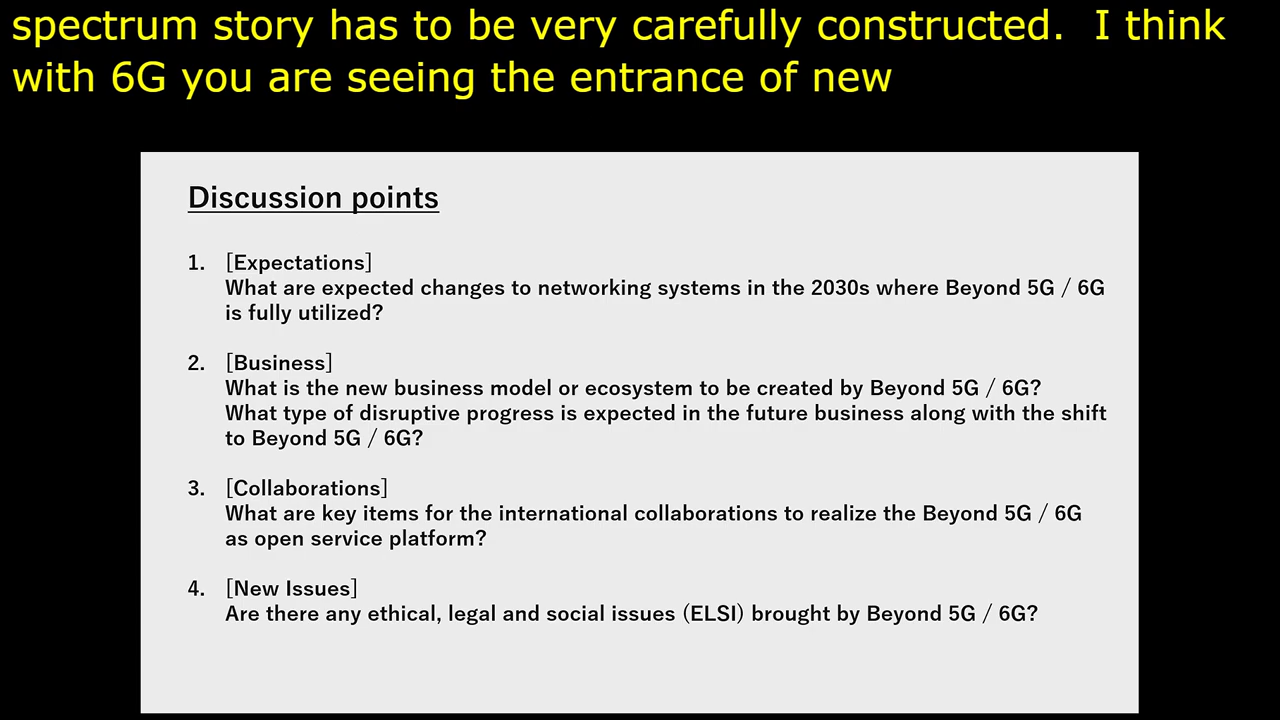 spectrum story has to be very carefully constructed.  I think
with 6G you are seeing the entrance of new
Discussion points
1. [Expectations]
What are expected changes to networking systems in the 2030s where Beyond 5G / 6G
is fully utilized?
2. [Business]
What is the new business model or ecosystem to be created by Beyond 5G / 6G?
What type of disruptive progress is expected in the future business along with the shift
to Beyond 5G / 6G?
3. [Collaborations]
What are key items for the international collaborations to realize the Beyond 5G / 6G
as open service platform?
4. [New Issues]
Are there any ethical, legal and social issues (ELSI) brought by Beyond 5G / 6G?